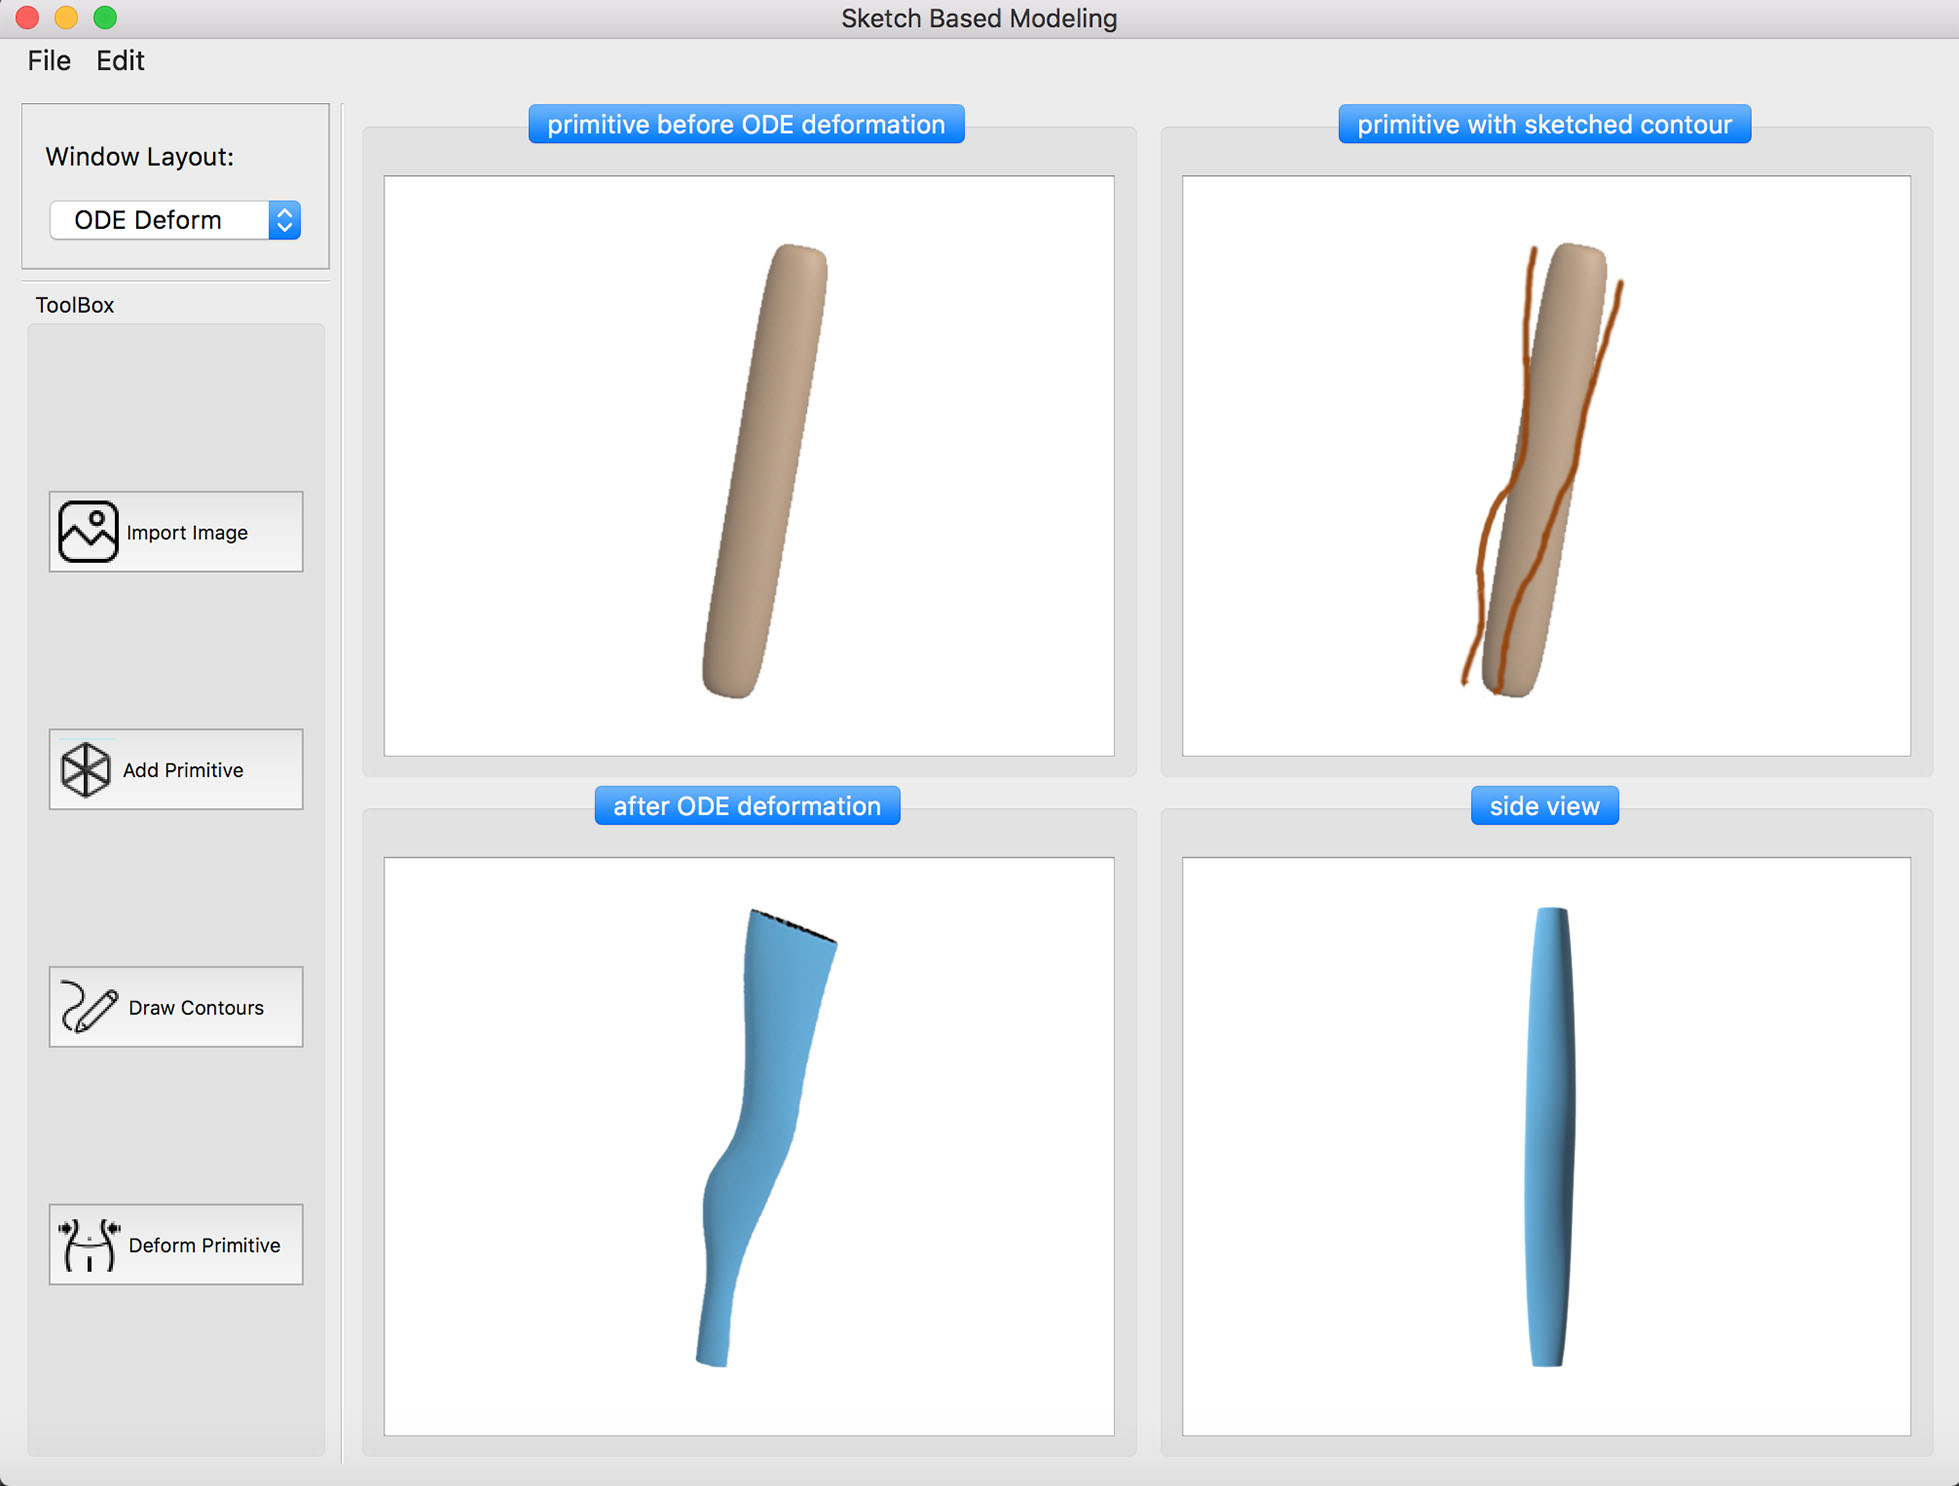 Sketch Based Modeling
File Edit
Window Layout:
ODE Deform
ToolBox
Import Image
Add Primitive
Draw Contours
Deform Primitive
primitive before ODE deformation
primitive with sketched contour
after ODE deformation
side view